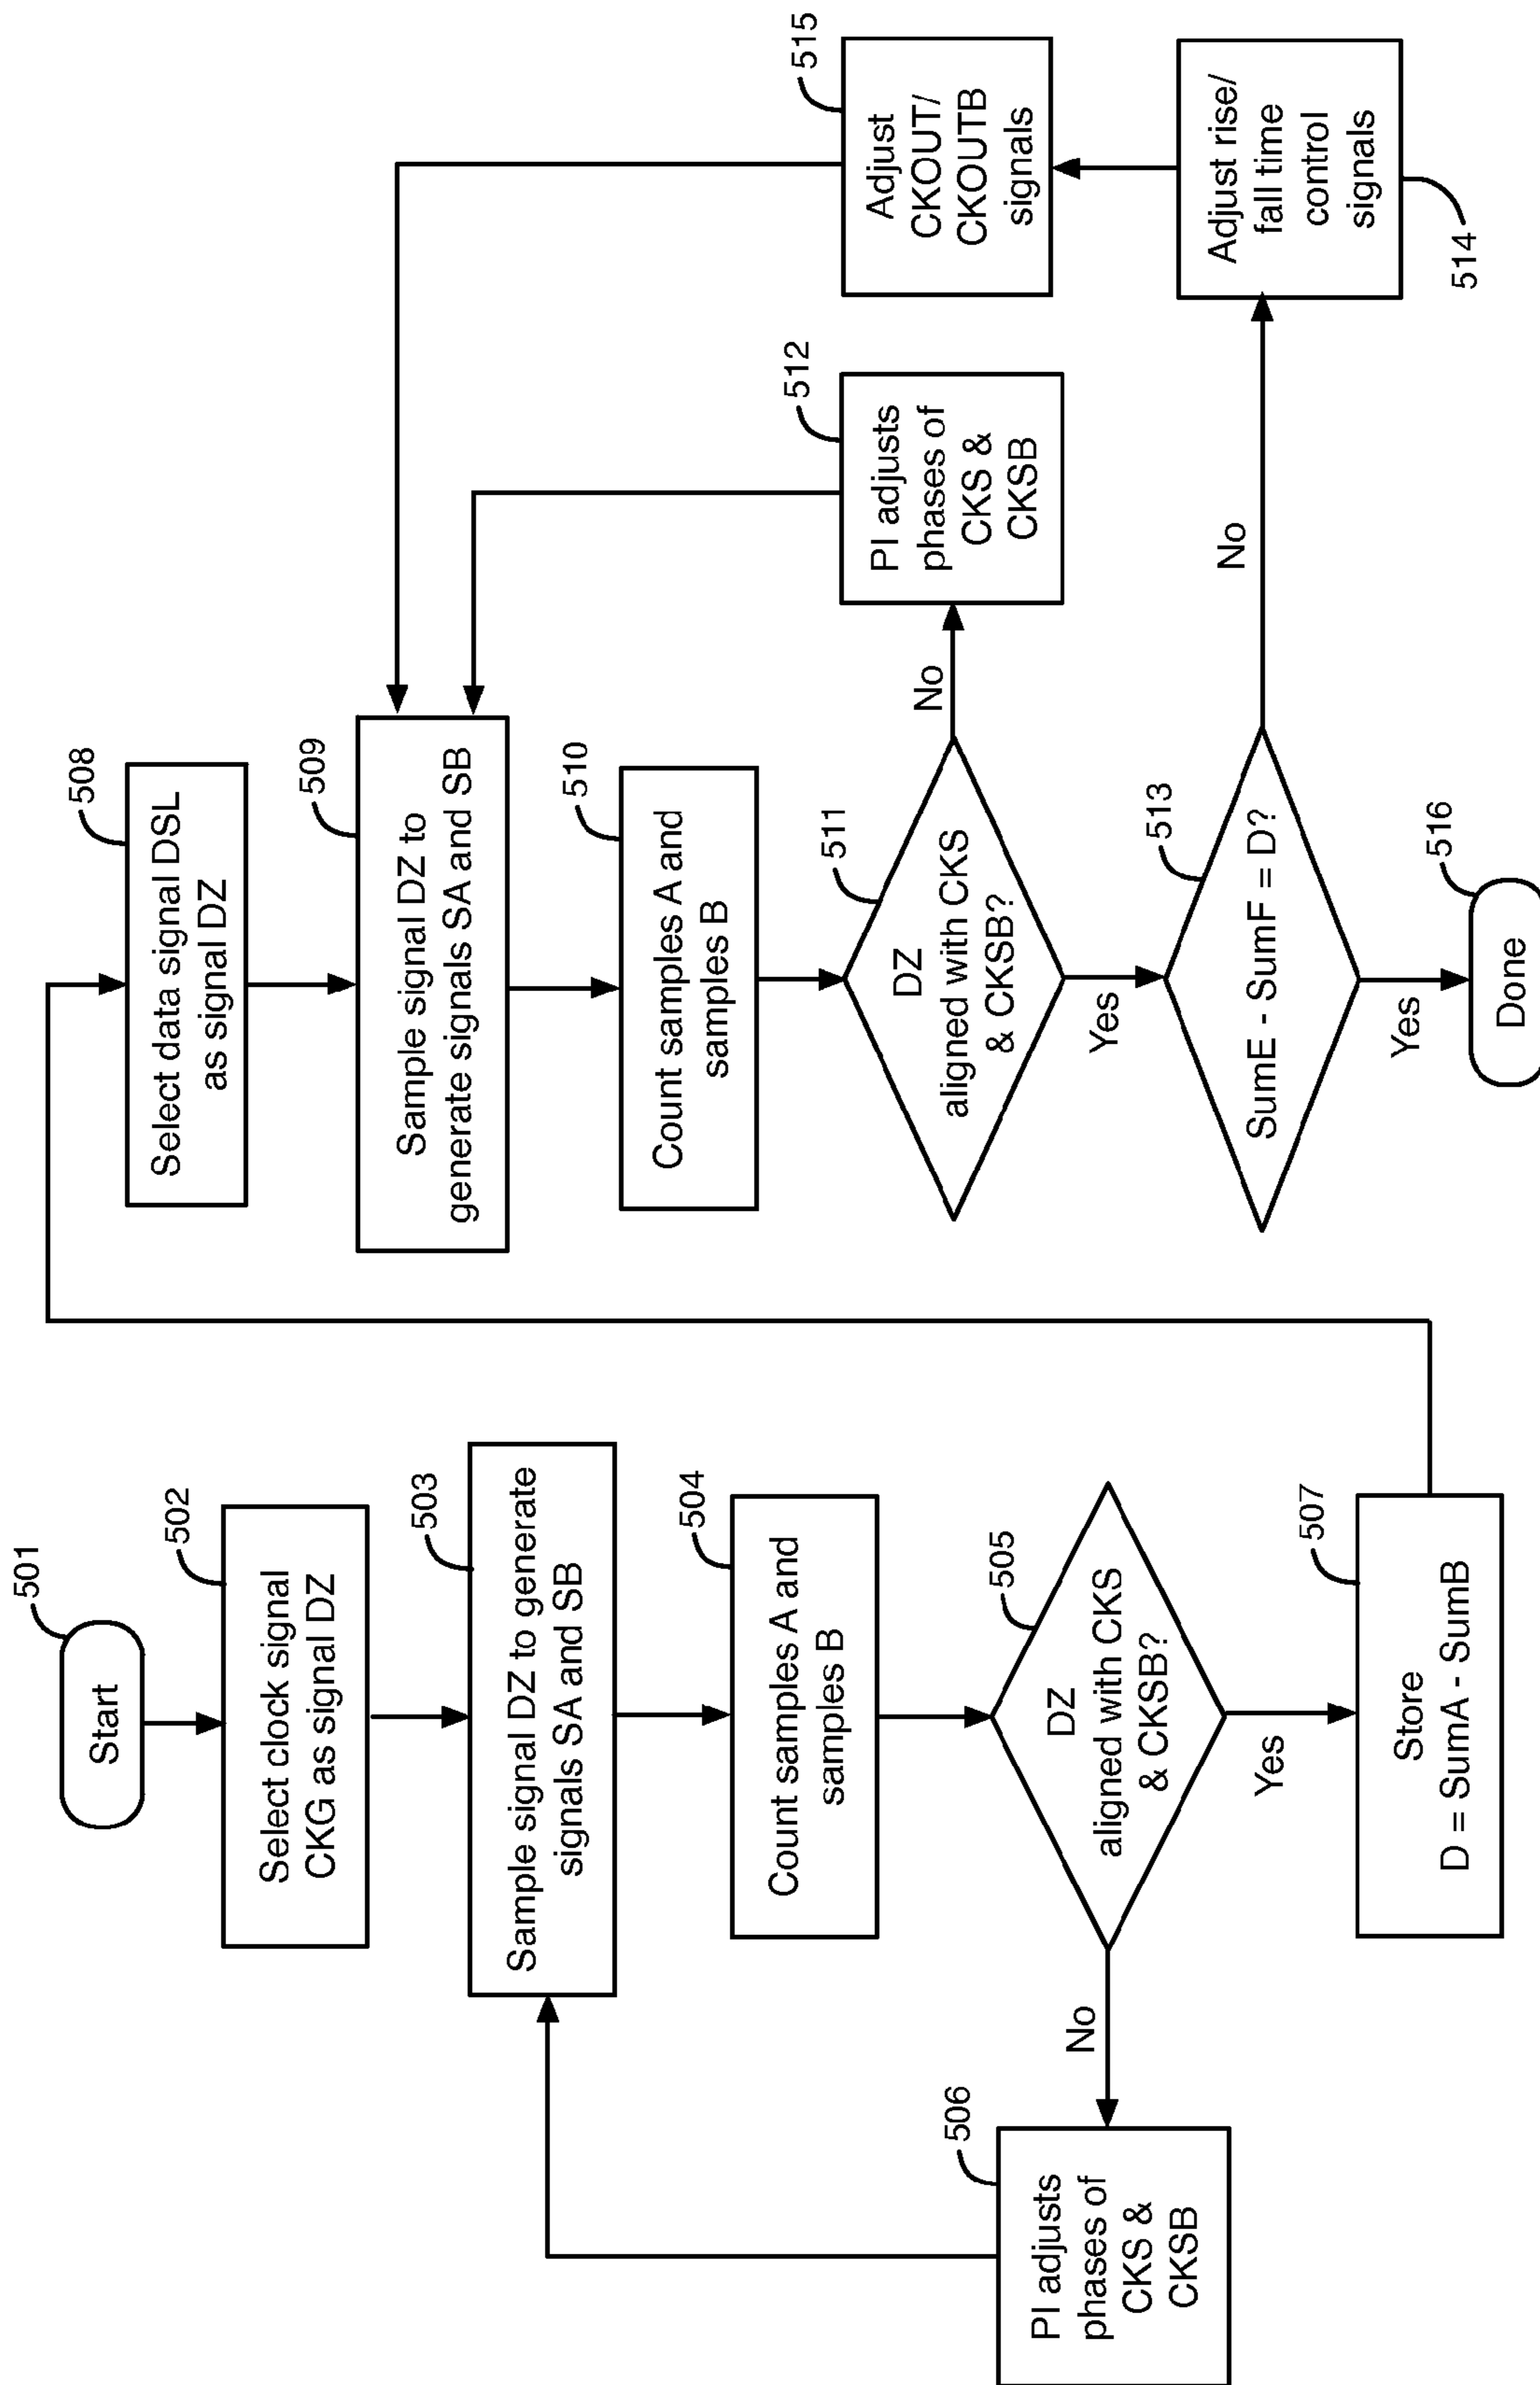 501
Start
502
Select clock signal
CKG as signal DZ
503
Sample signal DZ to generate
signals SA and SB
504
Count samples A and
samples B
505
DZ
aligned with CKS
& CKSB?
No
506
PI adjusts
phases of
CKS &
CKSB
Yes
507
Store
D = SumA - SumB
508
Select data signal DSL
as signal DZ
509
Sample signal DZ to
generate signals SA and SB
510
Count samples A and
samples B
511
DZ
aligned with CKS
& CKSB?
No
512
PI adjusts
phases of
CKS &
CKSB
Yes
513
SumE - SumF = D?
No
514
Adjust rise/
fall time
control
signals
515
Adjust
CKOUT/
CKOUTB
signals
Yes
516
Done